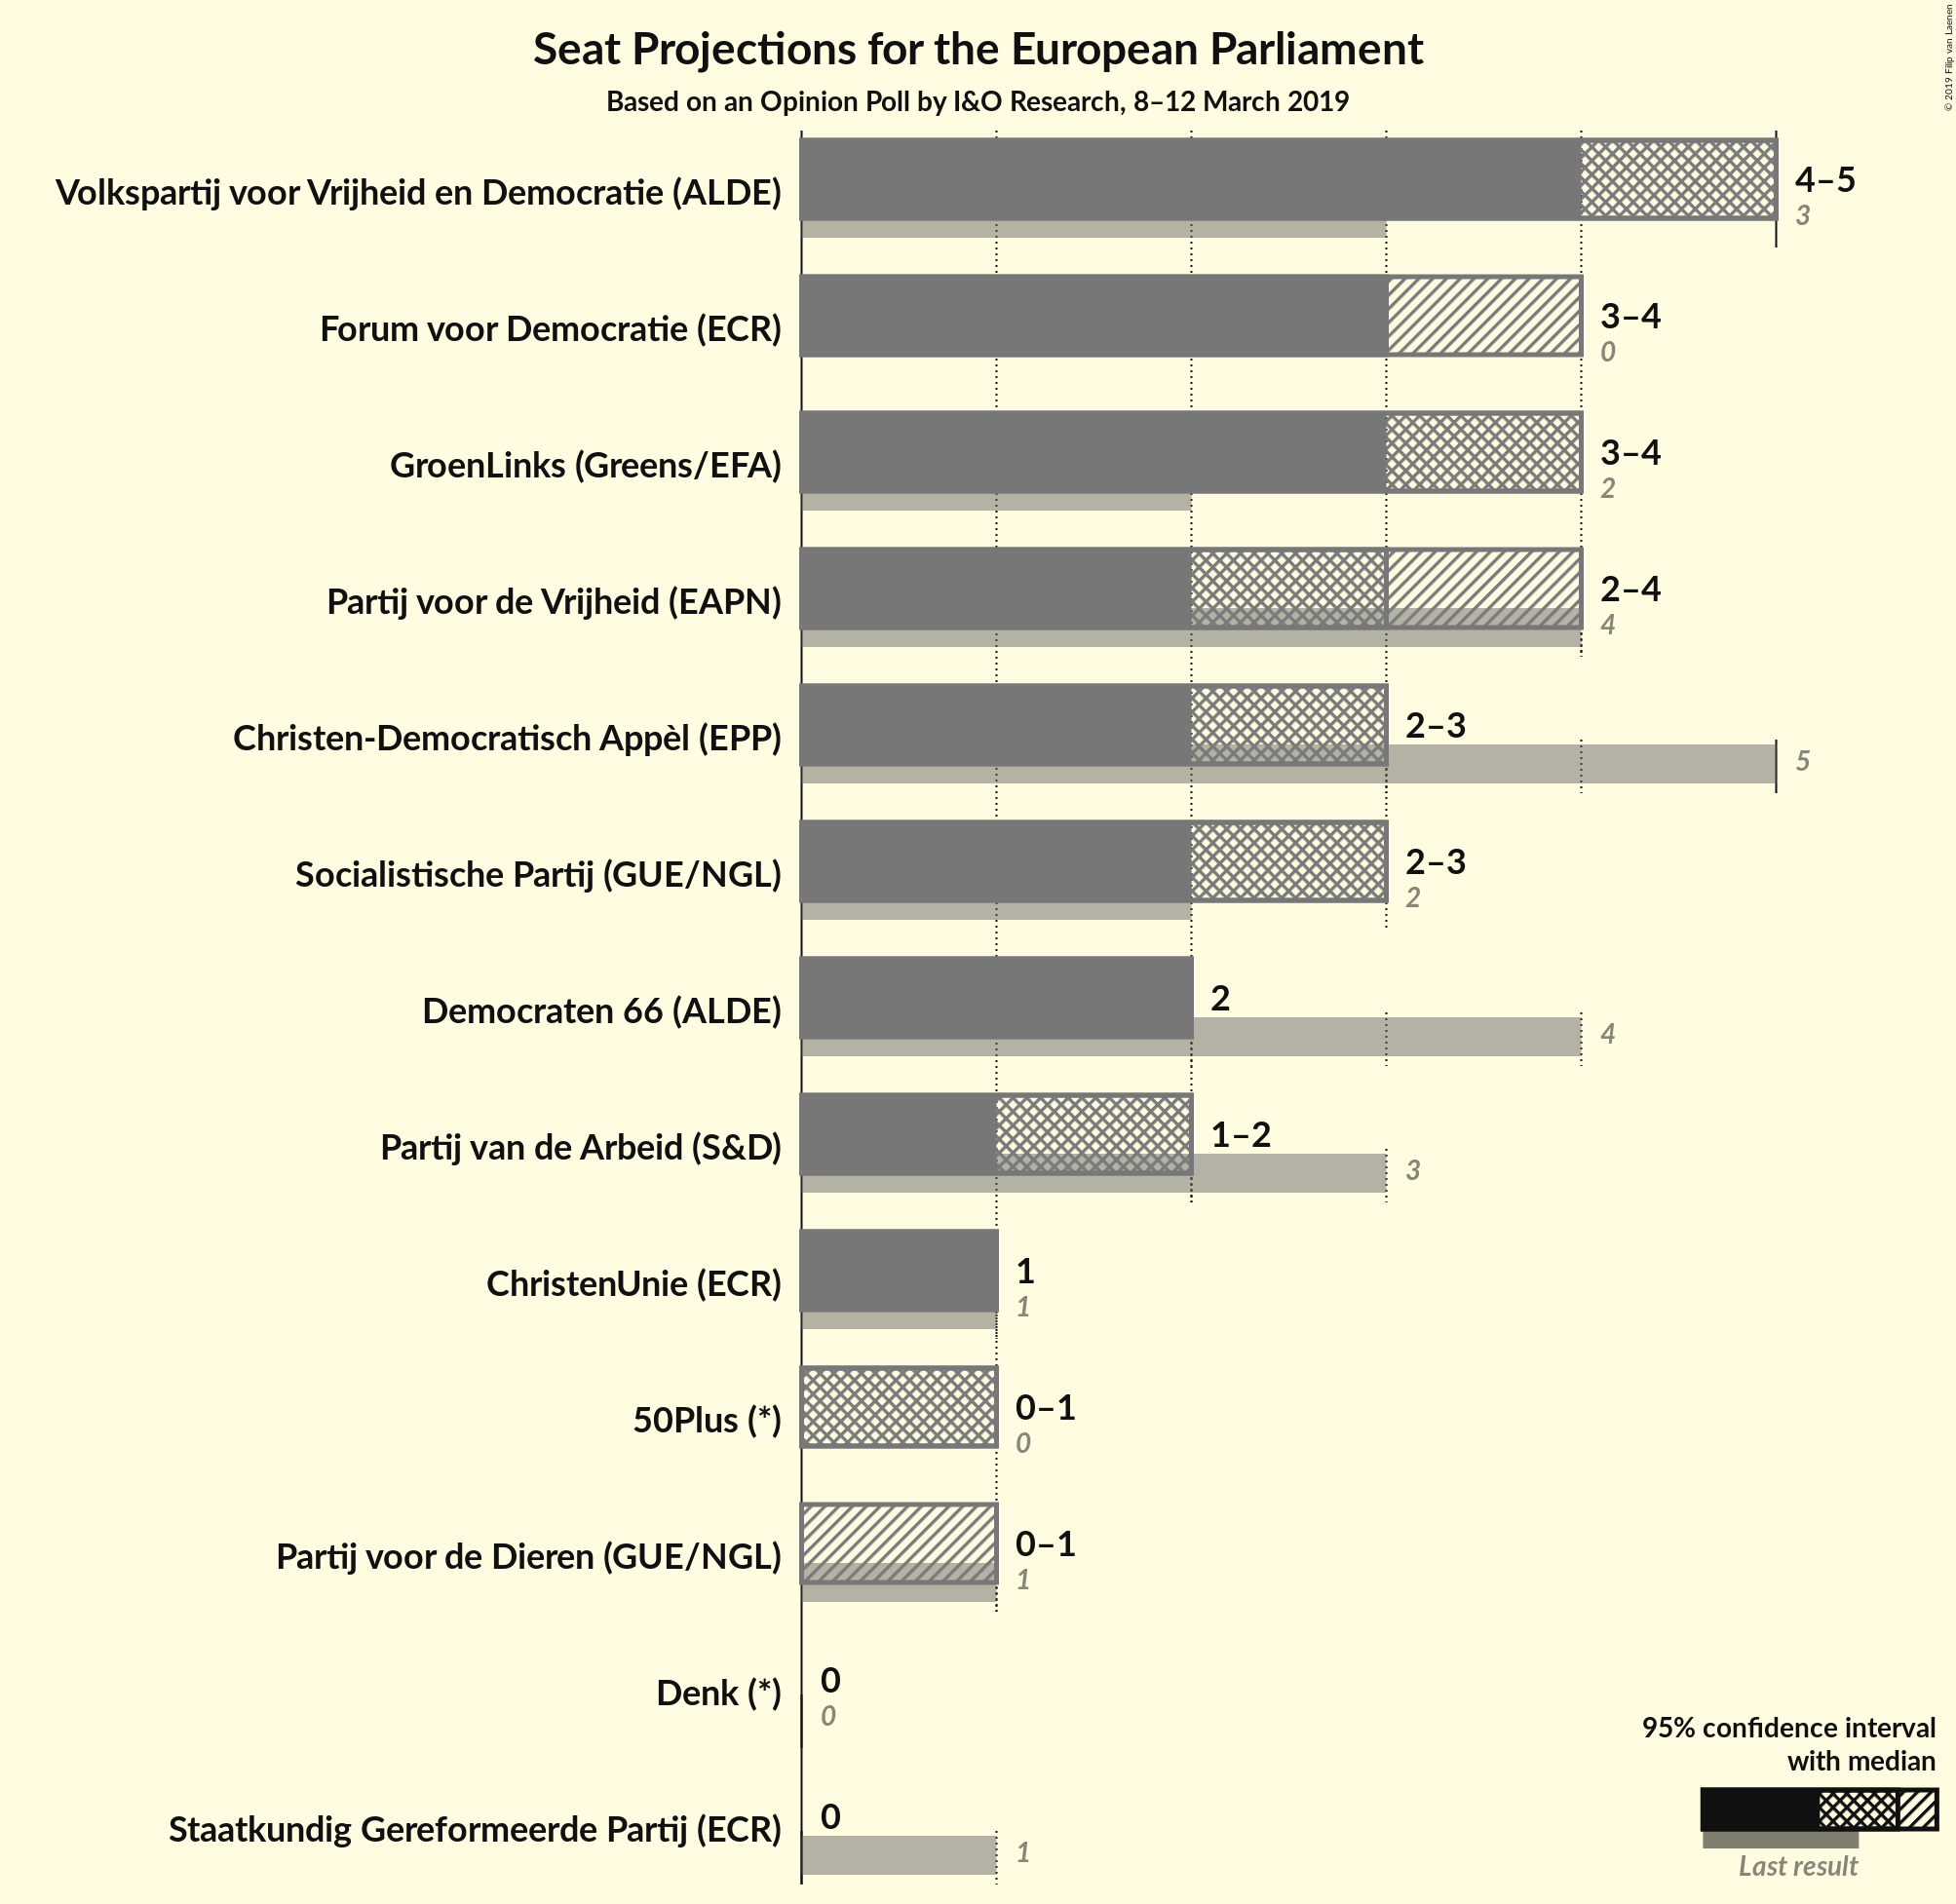 Seat Projections for the European Parliament
Based on an Opinion Poll by I&O Research, 8–12 March 2019
© 2019 Filip van Laenen
Volkspartij voor Vrijheid en Democratie (ALDE)
4–5
3
Forum voor Democratie (ECR)
3–4
0
GroenLinks (Greens/EFA)
3–4
2
Partij voor de Vrijheid (EAPN)
2–4
4
Christen-Democratisch Appèl (EPP)
2–3
5
Socialistische Partij (GUE/NGL)
2–3
2
Democraten 66 (ALDE)
2
4
Partij van de Arbeid (S&D)
1–2
3
ChristenUnie (ECR)
1
1
50Plus (*)
0–1
0
Partij voor de Dieren (GUE/NGL)
0–1
1
Denk (*)
0
0
Staatkundig Gereformeerde Partij (ECR)
0
1
95% confidence interval
with median
Last result